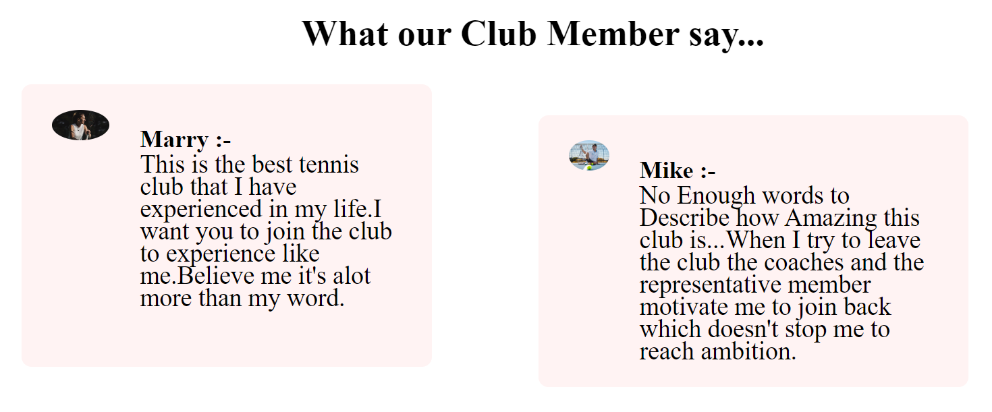 What our Club Member say...
Marry :-
This is the best tennis
club that I have
experienced in my life.I
want you to join the club
to experience like
me.Believe me it's alot
more than my word.
Mike :-
No Enough words to
Describe how Amazing this
club is...When I try to leave
the club the coaches and the
representative member
motivate me to join back
which doesn't stop me to
reach ambition.